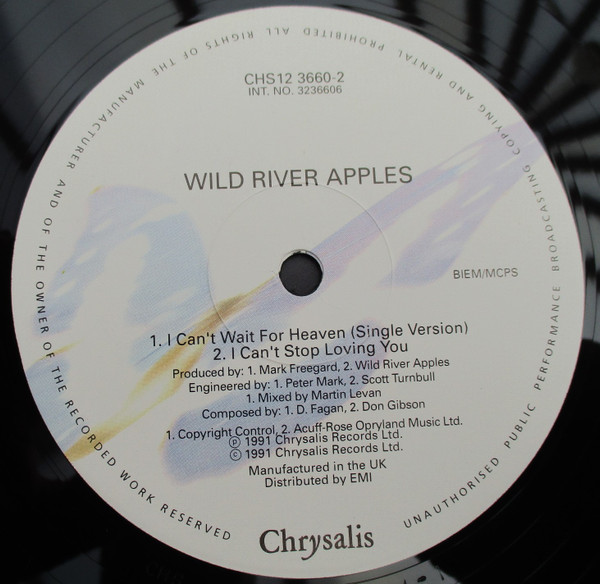 CHS12 3660-2
INT. NO. 3236606
WILD RIVER APPLES
BIEM/MCPS
1. I Can't Wait For Heaven (Single Version)
2. I Can't Stop Loving You
Produced by: 1. Mark Freegard, 2. Wild River Apples
Engineered by: 1. Peter Mark, 2. Scott Turnbull
1. Mixed by Martin Levan
Composed by: 1. D. Fagan, 2. Don Gibson
1. Copyright Control, 2. Acuff-Rose Opryland Music Ltd.
Ⓟ 1991 Chrysalis Records Ltd.
© 1991 Chrysalis Records Ltd.
Manufactured in the UK
Distributed by EMI
Chrysalis
ALL RIGHTS OF THE MANUFACTURER AND OF THE OWNER OF THE RECORDED WORK RESERVED UNAUTHORISED PUBLIC PERFORMANCE BROADCASTING COPYING AND RENTAL PROHIBITED